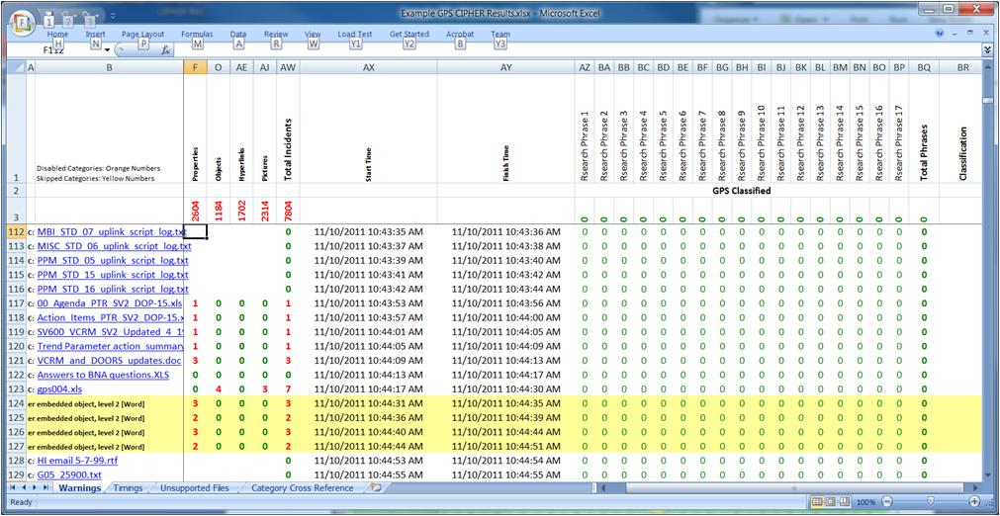 Example GPS CIPHER Results.xlsx - Microsoft Excel
1 2
Home Insert Page Layout Formulas Data Review View Load Test Get Started Acrobat Team
F H N P M A R W Y1 Y2 B Y3
F112 fx
A B F O AE AJ AW AX AY AZ BA BB BC BD BE BF BG BH BI BJ BK BL BM BN BO BP BQ BR
1 Disabled Categories: Orange Numbers
Skipped Categories: Yellow Numbers
Properties Objects Hyperlinks Pictures Total Incidents Start Time Finish Time Rsearch Phrase 1 Rsearch Phrase 2 Rsearch Phrase 3 Rsearch Phrase 4 Rsearch Phrase 5 Rsearch Phrase 6 Rsearch Phrase 7 Rsearch Phrase 8 Rsearch Phrase 9 Rsearch Phrase 10 Rsearch Phrase 11 Rsearch Phrase 12 Rsearch Phrase 13 Rsearch Phrase 14 Rsearch Phrase 15 Rsearch Phrase 16 Rsearch Phrase 17 Total Phrases Classification
2 GPS Classified
3 2604 1184 1702 2314 7804 0 0 0 0 0 0 0 0 0 0 0 0 0 0 0 0 0 0
112 c: MBI_STD_07_uplink_script_log.txt 0 11/10/2011 10:43:35 AM 11/10/2011 10:43:36 AM 0 0 0 0 0 0 0 0 0 0 0 0 0 0 0 0 0 0
113 c: MISC_STD_06_uplink_script_log.txt 0 11/10/2011 10:43:37 AM 11/10/2011 10:43:38 AM 0 0 0 0 0 0 0 0 0 0 0 0 0 0 0 0 0 0
114 c: PPM_STD_05_uplink_script_log.txt 0 11/10/2011 10:43:39 AM 11/10/2011 10:43:40 AM 0 0 0 0 0 0 0 0 0 0 0 0 0 0 0 0 0 0
115 c: PPM_STD_15_uplink_script_log.txt 0 11/10/2011 10:43:41 AM 11/10/2011 10:43:42 AM 0 0 0 0 0 0 0 0 0 0 0 0 0 0 0 0 0 0
116 c: PPM_STD_16_uplink_script_log.txt 0 11/10/2011 10:43:42 AM 11/10/2011 10:43:44 AM 0 0 0 0 0 0 0 0 0 0 0 0 0 0 0 0 0 0
117 c: 00_Agenda_PTR_SV2_DOP-15.xls 1 0 0 0 1 11/10/2011 10:43:53 AM 11/10/2011 10:43:56 AM 0 0 0 0 0 0 0 0 0 0 0 0 0 0 0 0 0 0
118 c: Action_Items_PTR_SV2_DOP-15.x 1 0 0 0 1 11/10/2011 10:43:57 AM 11/10/2011 10:44:00 AM 0 0 0 0 0 0 0 0 0 0 0 0 0 0 0 0 0 0
119 c: SV600_VCRM_SV2_Updated_4_19 1 0 0 0 1 11/10/2011 10:44:01 AM 11/10/2011 10:44:05 AM 0 0 0 0 0 0 0 0 0 0 0 0 0 0 0 0 0 0
120 c: Trend Parameter action_summary 1 0 0 0 1 11/10/2011 10:44:05 AM 11/10/2011 10:44:09 AM 0 0 0 0 0 0 0 0 0 0 0 0 0 0 0 0 0 0
121 c: VCRM_and_DOORS_updates.doc 3 0 0 0 3 11/10/2011 10:44:09 AM 11/10/2011 10:44:13 AM 0 0 0 0 0 0 0 0 0 0 0 0 0 0 0 0 0 0
122 c: Answers to BNA questions.XLS 0 0 0 0 0 11/10/2011 10:44:13 AM 11/10/2011 10:44:17 AM 0 0 0 0 0 0 0 0 0 0 0 0 0 0 0 0 0 0
123 c: gps004.xls 0 4 0 3 7 11/10/2011 10:44:17 AM 11/10/2011 10:44:30 AM 0 0 0 0 0 0 0 0 0 0 0 0 0 0 0 0 0 0
124 er embedded object, level 2 [Word] 3 0 0 0 3 11/10/2011 10:44:31 AM 11/10/2011 10:44:35 AM 0 0 0 0 0 0 0 0 0 0 0 0 0 0 0 0 0 0
125 er embedded object, level 2 [Word] 2 0 0 0 2 11/10/2011 10:44:36 AM 11/10/2011 10:44:39 AM 0 0 0 0 0 0 0 0 0 0 0 0 0 0 0 0 0 0
126 er embedded object, level 2 [Word] 3 0 0 0 3 11/10/2011 10:44:40 AM 11/10/2011 10:44:44 AM 0 0 0 0 0 0 0 0 0 0 0 0 0 0 0 0 0 0
127 er embedded object, level 2 [Word] 2 0 0 0 2 11/10/2011 10:44:44 AM 11/10/2011 10:44:51 AM 0 0 0 0 0 0 0 0 0 0 0 0 0 0 0 0 0 0
128 c: HI email 5-7-99.rtf 0 11/10/2011 10:44:53 AM 11/10/2011 10:44:54 AM 0 0 0 0 0 0 0 0 0 0 0 0 0 0 0 0 0 0
129 c: G05_25900.txt 0 11/10/2011 10:44:55 AM 11/10/2011 10:44:55 AM 0 0 0 0 0 0 0 0 0 0 0 0 0 0 0 0 0 0
Warnings Timings Unsupported Files Category Cross Reference
Ready 100%